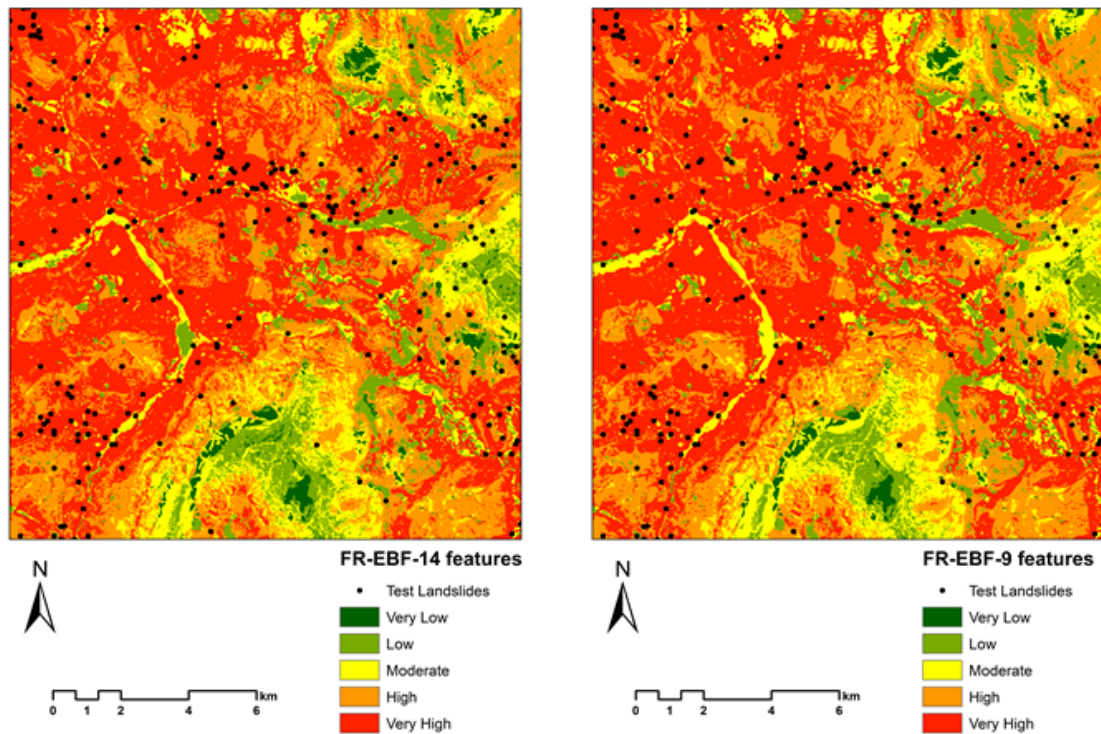 FR-EBF-14 features
N
Test Landslides
Very Low
Low
Moderate
High
Very High
km
0 1 2 4 6
FR-EBF-9 features
N
Test Landslides
Very Low
Low
Moderate
High
Very High
km
0 1 2 4 6